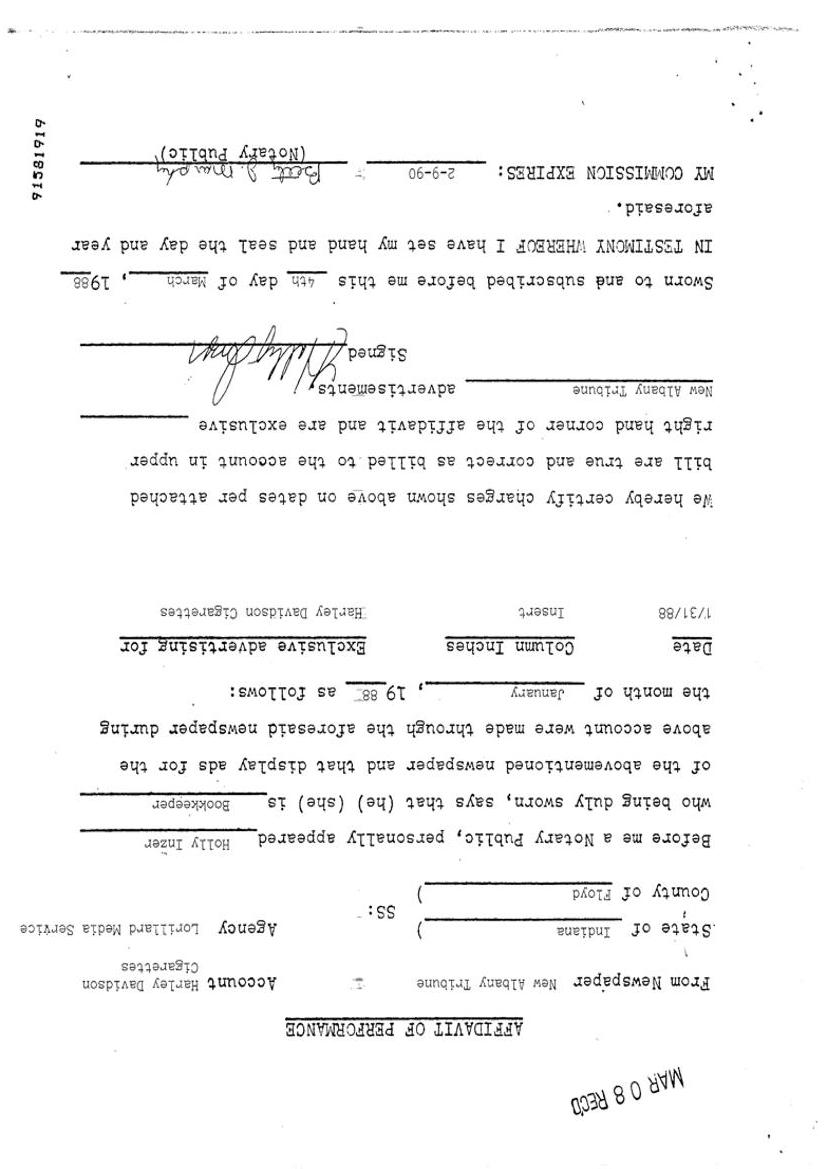 MAR 08 RECD
AFFIDAVIT OF PERFORMANCE
From Newspaper New Albany Tribune Account Harley Davidson
Cigarettes
State of Indiana ) Agency Lorillard Media Service
SS:
County of Floyd )
Before me a Notary Public, personally appeared Holly Inzer
who being duly sworn, says that (he) (she) is Bookkeeper
of the abovementioned newspaper and that display ads for the
above account were made through the aforesaid newspaper during
the month of January, 1988 as follows:
Date Column Inches Exclusive advertising for
1/31/88 Insert Harley Davidson Cigarettes
We hereby certify charges shown above on dates per attached
bill are true and correct as billed to the account in upper
right hand corner of the affidavit and are exclusive
New Albany Tribune advertisements.
Signed Holly Inzer
Sworn to and subscribed before me this 4th day of March, 1988
IN TESTIMONY WHEREOF I have set my hand and seal the day and year
aforesaid.
MY COMMISSION EXPIRES: 2-9-90 Betty J. Murphy
(Notary Public)
91581919